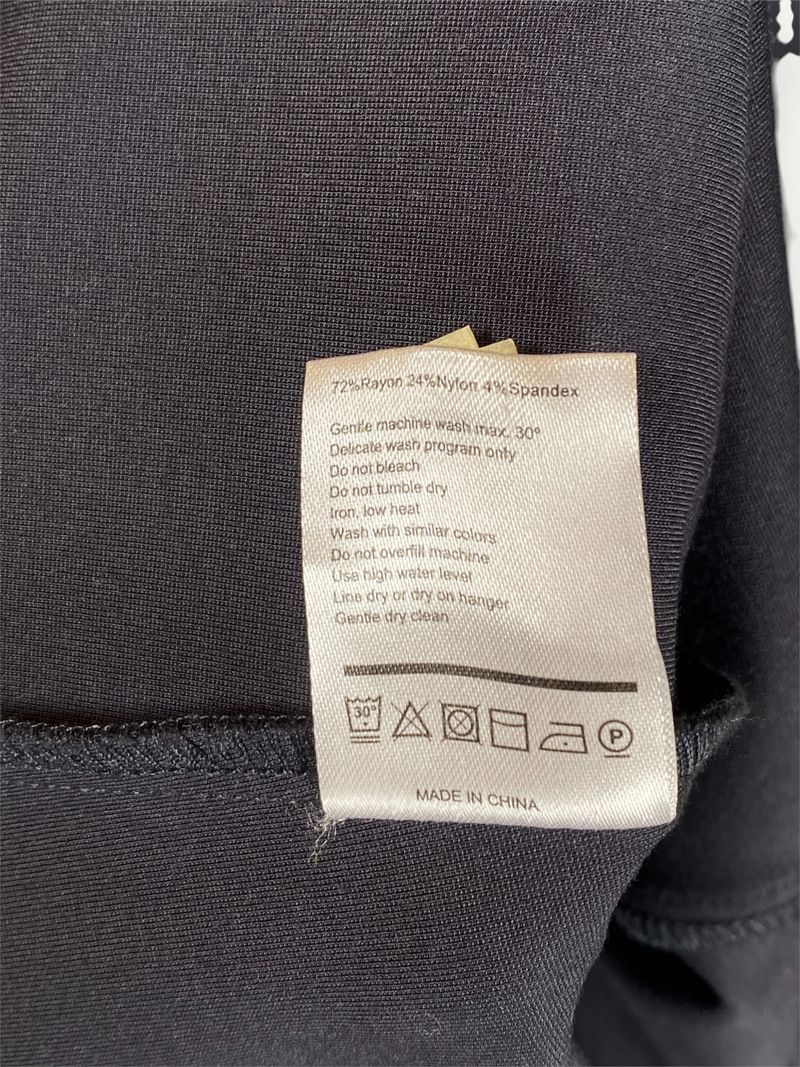 72%Rayon 24%Nylon 4%Spandex
Gentle machine wash max. 30°
Delicate wash program only
Do not bleach
Do not tumble dry
Iron, low heat
Wash with similar colors
Do not overfill machine
Use high water level
Line dry or dry on hanger
Gentle dry clean
30° P
MADE IN CHINA